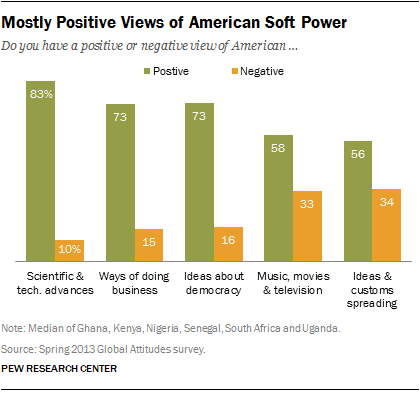 Mostly Positive Views of American Soft Power
Do you have a positive or negative view of American ...
Postive Negative
83% 10% 73 15 73 16 58 33 56 34
Scientific & tech. advances
Ways of doing business
Ideas about democracy
Music, movies & television
Ideas & customs spreading
Note: Median of Ghana, Kenya, Nigeria, Senegal, South Africa and Uganda.
Source: Spring 2013 Global Attitudes survey.
PEW RESEARCH CENTER